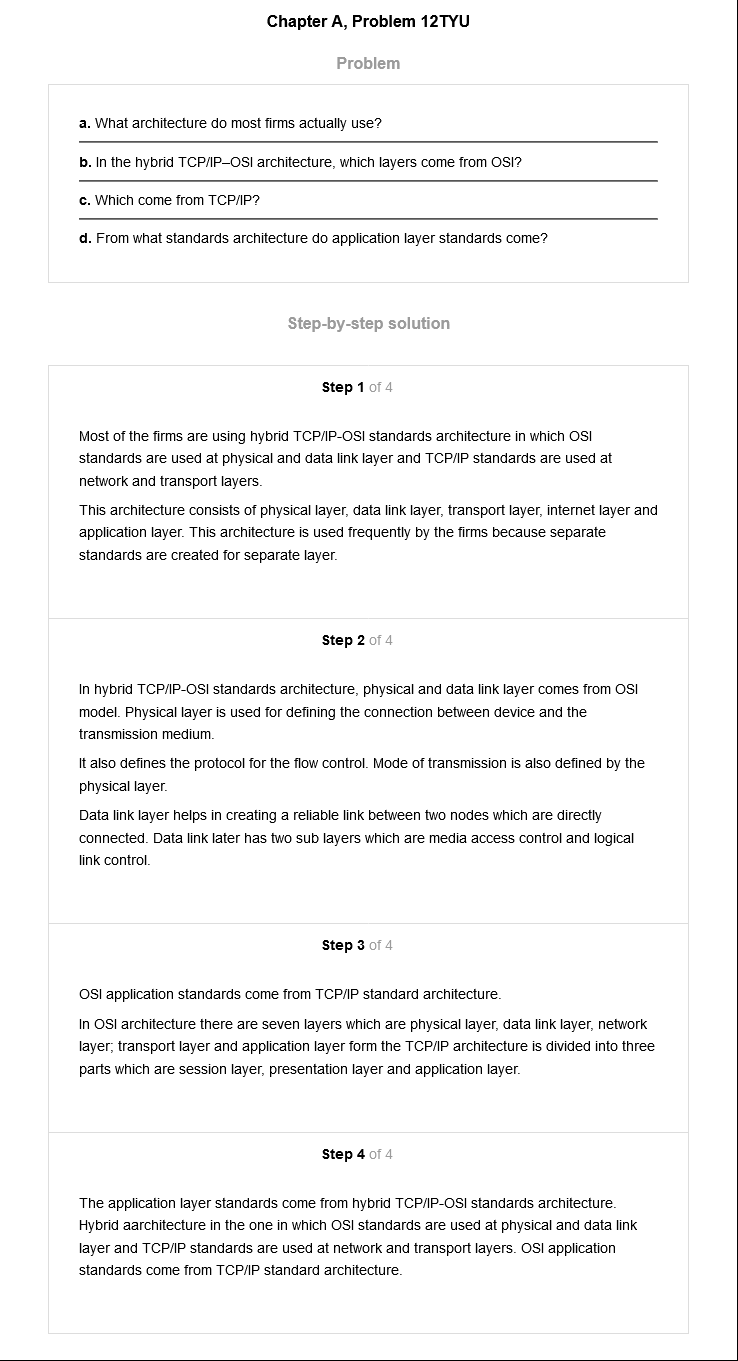 Chapter A, Problem 12TYU
Problem
a. What architecture do most firms actually use?
b. In the hybrid TCP/IP–OSI architecture, which layers come from OSI?
c. Which come from TCP/IP?
d. From what standards architecture do application layer standards come?
Step-by-step solution
Step 1 of 4
Most of the firms are using hybrid TCP/IP-OSI standards architecture in which OSI
standards are used at physical and data link layer and TCP/IP standards are used at
network and transport layers.
This architecture consists of physical layer, data link layer, transport layer, internet layer and
application layer. This architecture is used frequently by the firms because separate
standards are created for separate layer.
Step 2 of 4
In hybrid TCP/IP-OSI standards architecture, physical and data link layer comes from OSI
model. Physical layer is used for defining the connection between device and the
transmission medium.
It also defines the protocol for the flow control. Mode of transmission is also defined by the
physical layer.
Data link layer helps in creating a reliable link between two nodes which are directly
connected. Data link later has two sub layers which are media access control and logical
link control.
Step 3 of 4
OSI application standards come from TCP/IP standard architecture.
In OSI architecture there are seven layers which are physical layer, data link layer, network
layer; transport layer and application layer form the TCP/IP architecture is divided into three
parts which are session layer, presentation layer and application layer.
Step 4 of 4
The application layer standards come from hybrid TCP/IP-OSI standards architecture.
Hybrid aarchitecture in the one in which OSI standards are used at physical and data link
layer and TCP/IP standards are used at network and transport layers. OSI application
standards come from TCP/IP standard architecture.